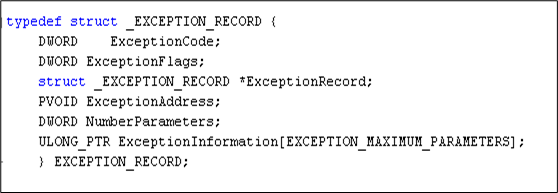 typedef struct _EXCEPTION_RECORD {
    DWORD    ExceptionCode;
    DWORD ExceptionFlags;
    struct _EXCEPTION_RECORD *ExceptionRecord;
    PVOID ExceptionAddress;
    DWORD NumberParameters;
    ULONG_PTR ExceptionInformation[EXCEPTION_MAXIMUM_PARAMETERS];
    } EXCEPTION_RECORD;